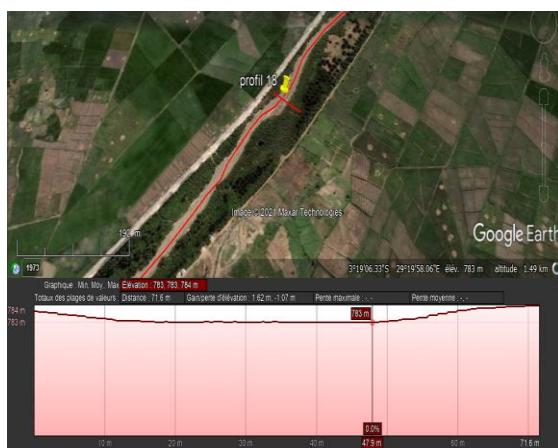 profil 18
Image © 2021 Maxar Technologies
192 m
Google Earth
1973
3°19'06.33"S 29°19'58.06"E élév. 783 m altitude 1.49 km
Graphique Min. Moy. Max Élévation : 783, 783, 784 m
Totaux des plages de valeurs : Distance : 71.6 m Gain/perte d'élévation : 1.62 m, -1.07 m Pente maximale : -, - Pente moyenne : -, -
784 m
783 m
783 m
0.0%
10 m 20 m 30 m 40 m 47.9 m 60 m 71.6 m